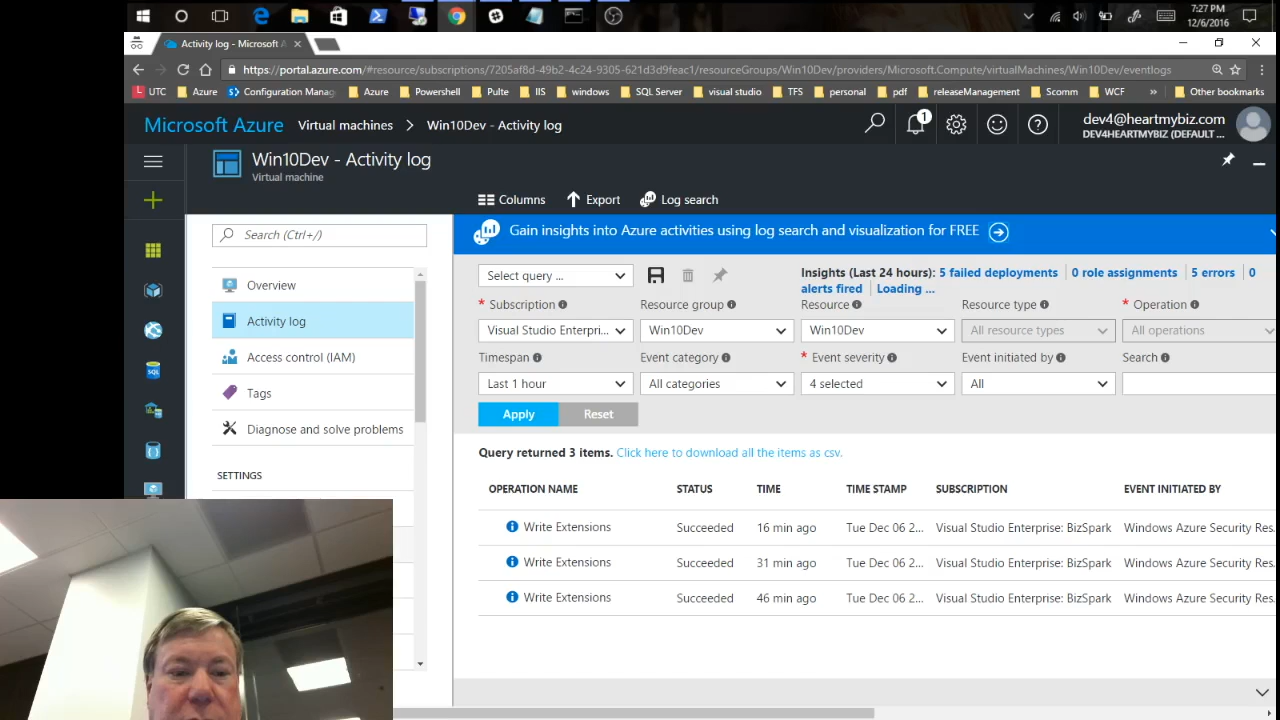 7:27 PM
12/6/2016
Activity log - Microsoft A
https://portal.azure.com/#resource/subscriptions/7205af8d-49b2-4c24-9305-621d3d9feac1/resourceGroups/Win10Dev/providers/Microsoft.Compute/virtualMachines/Win10Dev/eventlogs
UTC Azure Configuration Mana Azure Powershell Pulte IIS windows SQL Server visual studio TFS personal pdf releaseManagement Scomm WCF » Other bookmarks
Microsoft Azure Virtual machines > Win10Dev - Activity log
1
dev4@heartmybiz.com
DEV4HEARTMYBIZ (DEFAULT ...
Win10Dev - Activity log
Virtual machine
Columns Export Log search
Search (Ctrl+/)
Overview
Activity log
Access control (IAM)
Tags
Diagnose and solve problems
SETTINGS
Gain insights into Azure activities using log search and visualization for FREE
Select query ...
Insights (Last 24 hours): 5 failed deployments | 0 role assignments | 5 errors | 0
alerts fired | Loading ...
* Subscription Resource group Resource Resource type * Operation
Visual Studio Enterpri... Win10Dev Win10Dev All resource types All operations
Timespan Event category * Event severity Event initiated by Search
Last 1 hour All categories 4 selected All
Apply Reset
Query returned 3 items. Click here to download all the items as csv.
OPERATION NAME STATUS TIME TIME STAMP SUBSCRIPTION EVENT INITIATED BY
Write Extensions Succeeded 16 min ago Tue Dec 06 2... Visual Studio Enterprise: BizSpark Windows Azure Security Res.
Write Extensions Succeeded 31 min ago Tue Dec 06 2... Visual Studio Enterprise: BizSpark Windows Azure Security Res.
Write Extensions Succeeded 46 min ago Tue Dec 06 2... Visual Studio Enterprise: BizSpark Windows Azure Security Res.